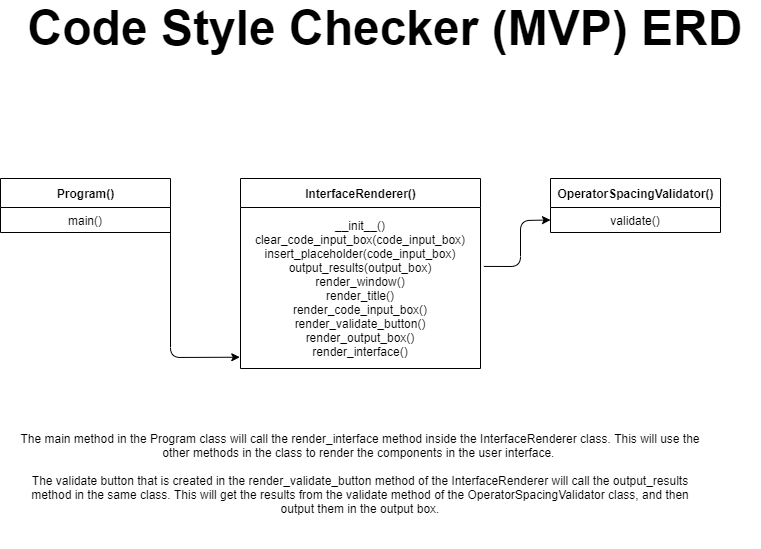 Code Style Checker (MVP) ERD
Program()
main()
InterfaceRenderer()
__init__()
clear_code_input_box(code_input_box)
insert_placeholder(code_input_box)
output_results(output_box)
render_window()
render_title()
render_code_input_box()
render_validate_button()
render_output_box()
render_interface()
OperatorSpacingValidator()
validate()
The main method in the Program class will call the render_interface method inside the InterfaceRenderer class. This will use the
other methods in the class to render the components in the user interface.
The validate button that is created in the render_validate_button method of the InterfaceRenderer will call the output_results
method in the same class. This will get the results from the validate method of the OperatorSpacingValidator class, and then
output them in the output box.